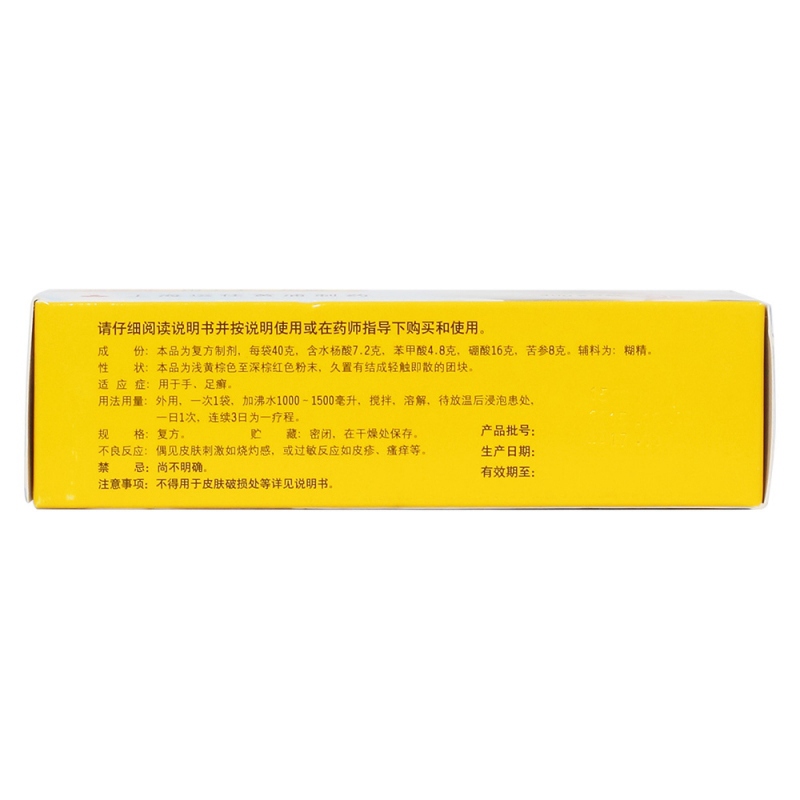 请仔细阅读说明书并按说明使用或在药师指导下购买和使用。
成　份：本品为复方制剂，每袋40克，含水杨酸7.2克，苯甲酸4.8克，硼酸16克，苦参8克。辅料为：糊精。
性　状：本品为浅黄棕色至深棕红色粉末，久置有结成轻触即散的团块。
适 应 症：用于手、足癣。
用法用量：外用，一次1袋，加沸水1000-1500毫升，搅拌、溶解、待放温后浸泡患处，
一日1次，连续3日为一疗程。
规　格：复方。　贮　藏：密闭，在干燥处保存。
不良反应：偶见皮肤刺激如烧灼感，或过敏反应如皮疹、瘙痒等。
禁　忌：尚不明确。
注意事项：不得用于皮肤破损处等详见说明书。
产品批号：
生产日期：
有效期至：